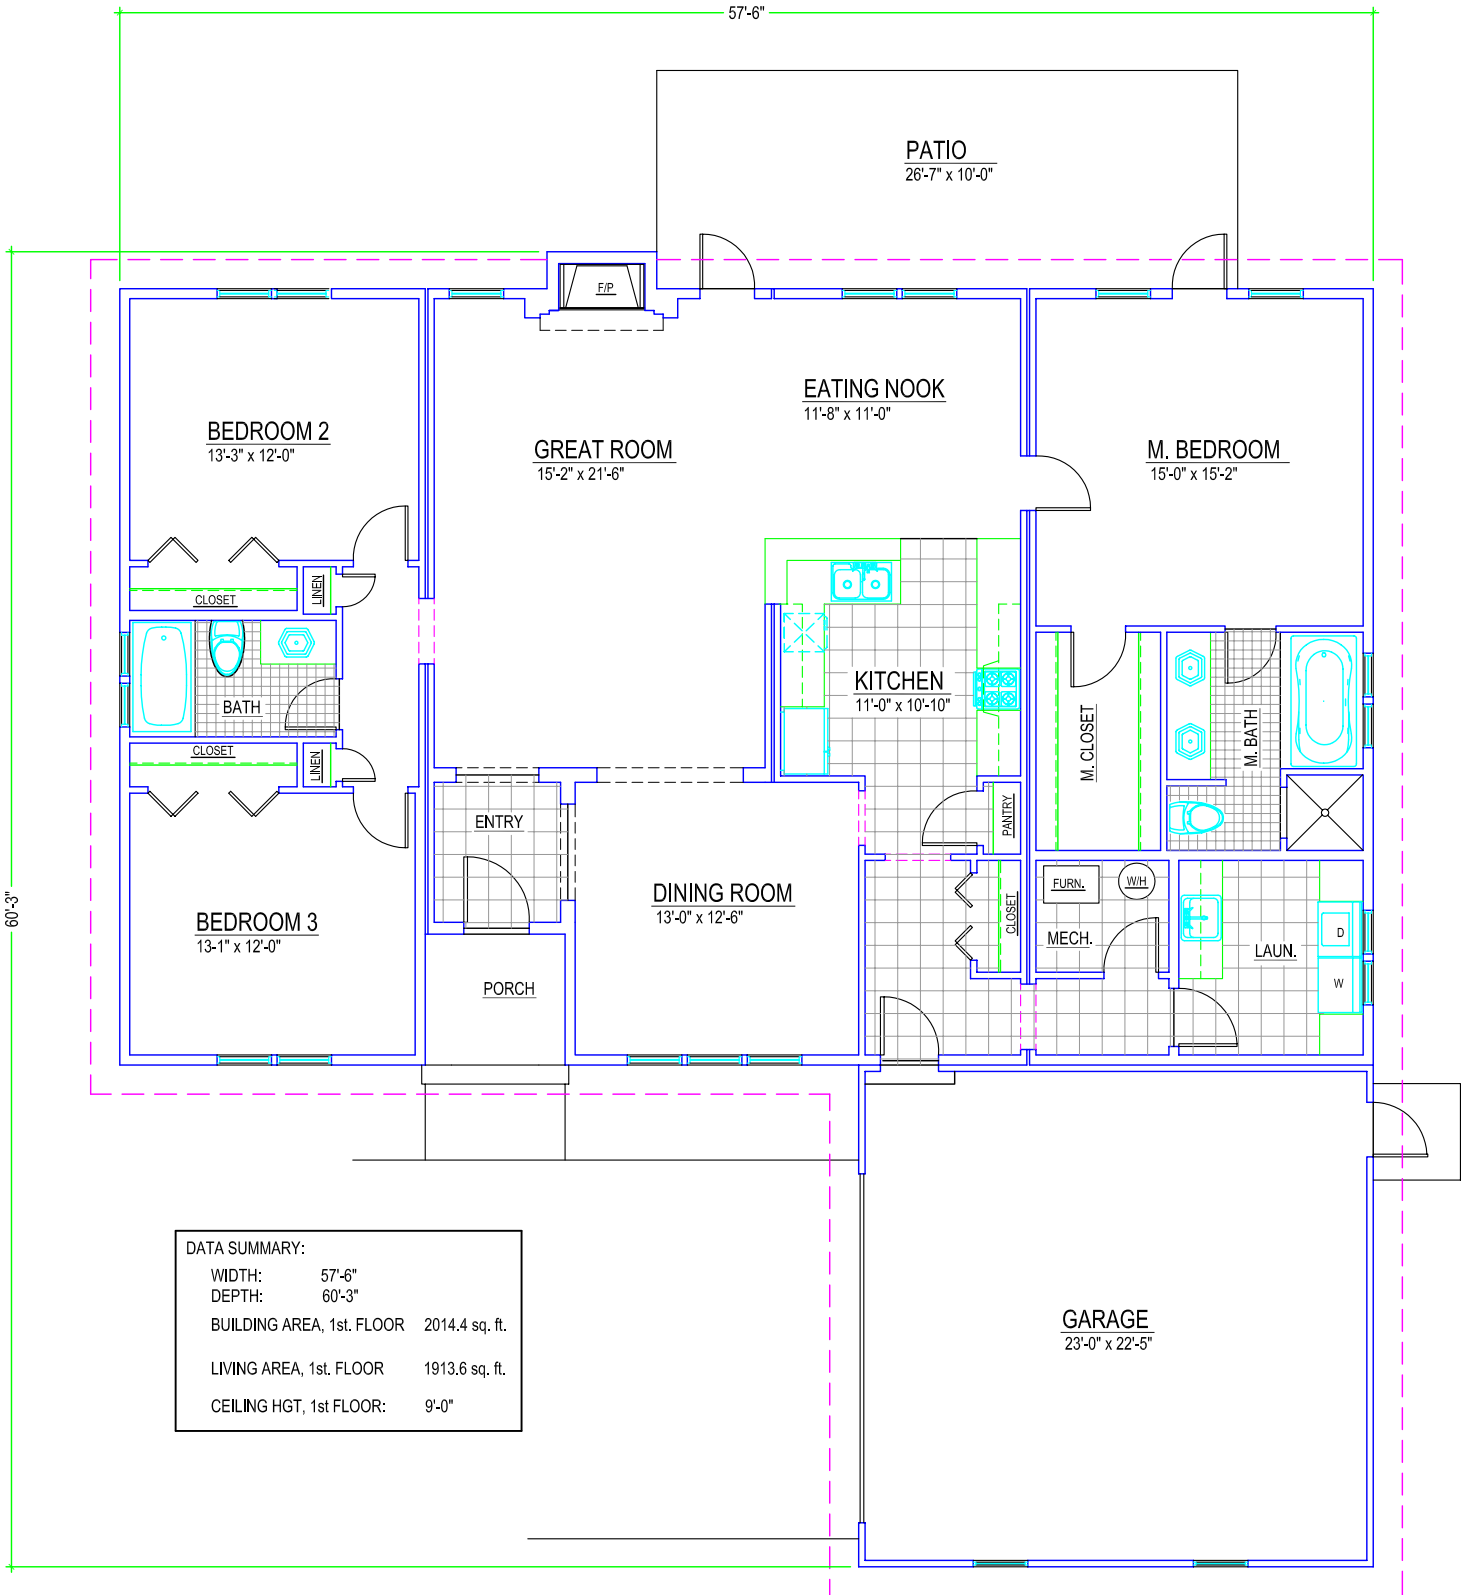 57'-6"
PATIO
26'-7" x 10'-0"
F/P
EATING NOOK
11'-8" x 11'-0"
BEDROOM 2
13'-3" x 12'-0"
GREAT ROOM
15'-2" x 21'-6"
M. BEDROOM
15'-0" x 15'-2"
CLOSET
LINEN
BATH
KITCHEN
11'-0" x 10'-10"
M. CLOSET
M. BATH
CLOSET
LINEN
ENTRY
PANTRY
60'-3"
BEDROOM 3
13-1" x 12'-0"
DINING ROOM
13'-0" x 12'-6"
CLOSET
FURN.
W/H
MECH.
LAUN.
D
W
PORCH
DATA SUMMARY:
WIDTH: 57'-6"
DEPTH: 60'-3"
BUILDING AREA, 1st. FLOOR 2014.4 sq. ft.
LIVING AREA, 1st. FLOOR 1913.6 sq. ft.
CEILING HGT, 1st FLOOR: 9'-0"
GARAGE
23'-0" x 22'-5"